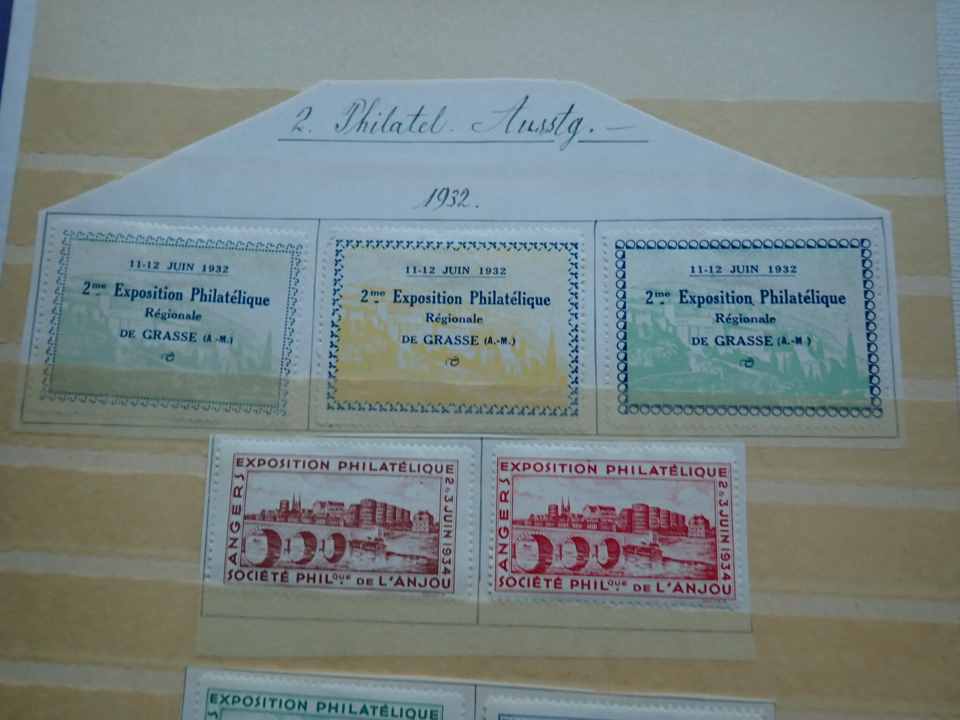 2. Philatel. Ausstg. —
1932.
11-12 JUIN 1932
2me Exposition Philatélique
Régionale
DE GRASSE (A.-M.)
11-12 JUIN 1932
2me Exposition Philatélique
Régionale
DE GRASSE (A.-M.)
11-12 JUIN 1932
2me Exposition Philatélique
Régionale
DE GRASSE (A.-M.)
EXPOSITION PHILATÉLIQUE
ANGERS
2&3 JUIN 1934
SOCIÉTÉ PHILque DE L'ANJOU
EXPOSITION PHILATÉLIQUE
ANGERS
2&3 JUIN 1934
SOCIÉTÉ PHILque DE L'ANJOU
EXPOSITION PHILATÉLIQUE